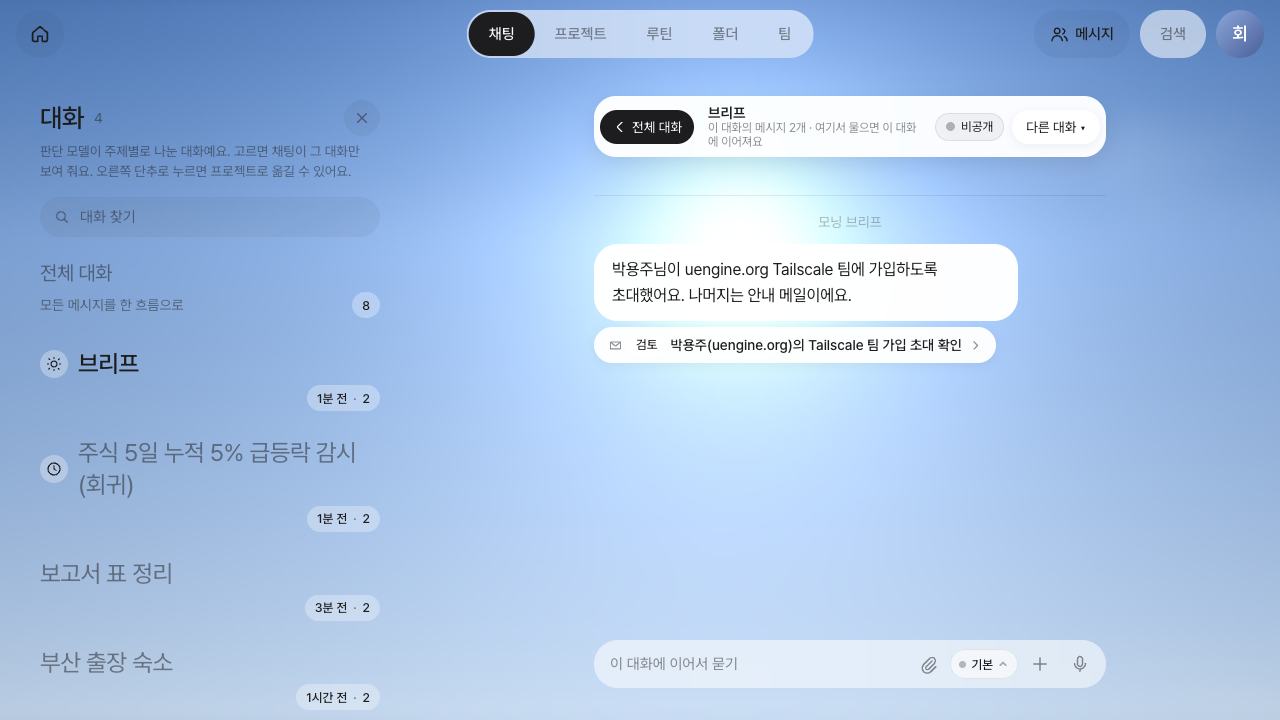 채팅
프로젝트
루틴
폴더
팀
메시지
검색
회
대화 4
판단 모델이 주제별로 나눈 대화예요. 고르면 채팅이 그 대화만
보여 줘요. 오른쪽 단추로 누르면 프로젝트로 옮길 수 있어요.
대화 찾기
전체 대화
모든 메시지를 한 흐름으로
8
브리프
1분 전 · 2
주식 5일 누적 5% 급등락 감시
(회귀)
1분 전 · 2
보고서 표 정리
3분 전 · 2
부산 출장 숙소
1시간 전 · 2
전체 대화
브리프
이 대화의 메시지 2개 · 여기서 물으면 이 대화
에 이어져요
비공개
다른 대화
모닝 브리프
박용주님이 uengine.org Tailscale 팀에 가입하도록
초대했어요. 나머지는 안내 메일이에요.
검토 박용주(uengine.org)의 Tailscale 팀 가입 초대 확인
이 대화에 이어서 묻기
기본